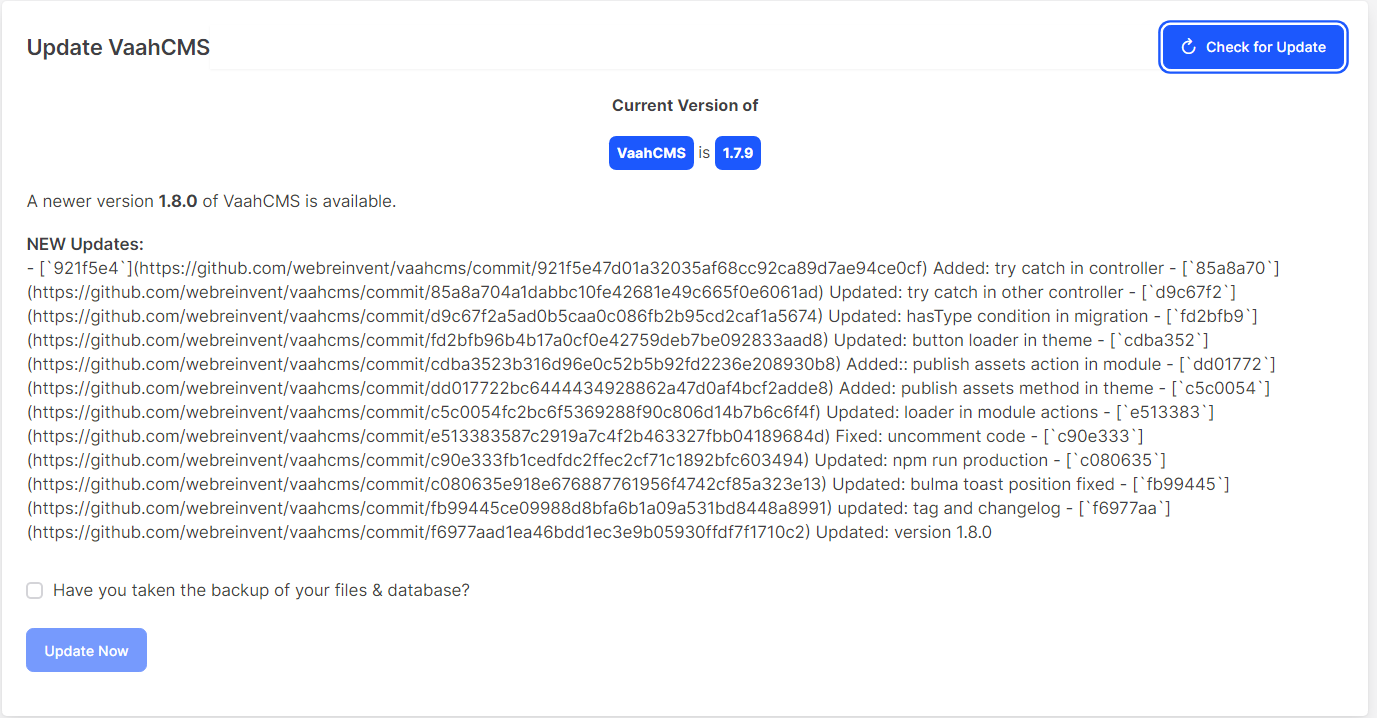 Update VaahCMS
Check for Update
Current Version of
VaahCMS is 1.7.9
A newer version 1.8.0 of VaahCMS is available.
NEW Updates:
- [`921f5e4`](https://github.com/webreinvent/vaahcms/commit/921f5e47d01a32035af68cc92ca89d7ae94ce0cf) Added: try catch in controller - [`85a8a70`]
(https://github.com/webreinvent/vaahcms/commit/85a8a704a1dabbc10fe42681e49c665f0e6061ad) Updated: try catch in other controller - [`d9c67f2`]
(https://github.com/webreinvent/vaahcms/commit/d9c67f2a5ad0b5caa0c086fb2b95cd2caf1a5674) Updated: hasType condition in migration - [`fd2bfb9`]
(https://github.com/webreinvent/vaahcms/commit/fd2bfb96b4b17a0cf0e42759deb7be092833aad8) Updated: button loader in theme - [`cdba352`]
(https://github.com/webreinvent/vaahcms/commit/cdba3523b316d96e0c52b5b92fd2236e208930b8) Added:: publish assets action in module - [`dd01772`]
(https://github.com/webreinvent/vaahcms/commit/dd017722bc6444434928862a47d0af4bcf2adde8) Added: publish assets method in theme - [`c5c0054`]
(https://github.com/webreinvent/vaahcms/commit/c5c0054fc2bc6f5369288f90c806d14b7b6c6f4f) Updated: loader in module actions - [`e513383`]
(https://github.com/webreinvent/vaahcms/commit/e513383587c2919a7c4f2b463327fbb04189684d) Fixed: uncomment code - [`c90e333`]
(https://github.com/webreinvent/vaahcms/commit/c90e333fb1cedfdc2ffec2cf71c1892bfc603494) Updated: npm run production - [`c080635`]
(https://github.com/webreinvent/vaahcms/commit/c080635e918e676887761956f4742cf85a323e13) Updated: bulma toast position fixed - [`fb99445`]
(https://github.com/webreinvent/vaahcms/commit/fb99445ce09988d8bfa6b1a09a531bd8448a8991) updated: tag and changelog - [`f6977aa`]
(https://github.com/webreinvent/vaahcms/commit/f6977aad1ea46bdd1ec3e9b05930ffdf7f1710c2) Updated: version 1.8.0
Have you taken the backup of your files & database?
Update Now